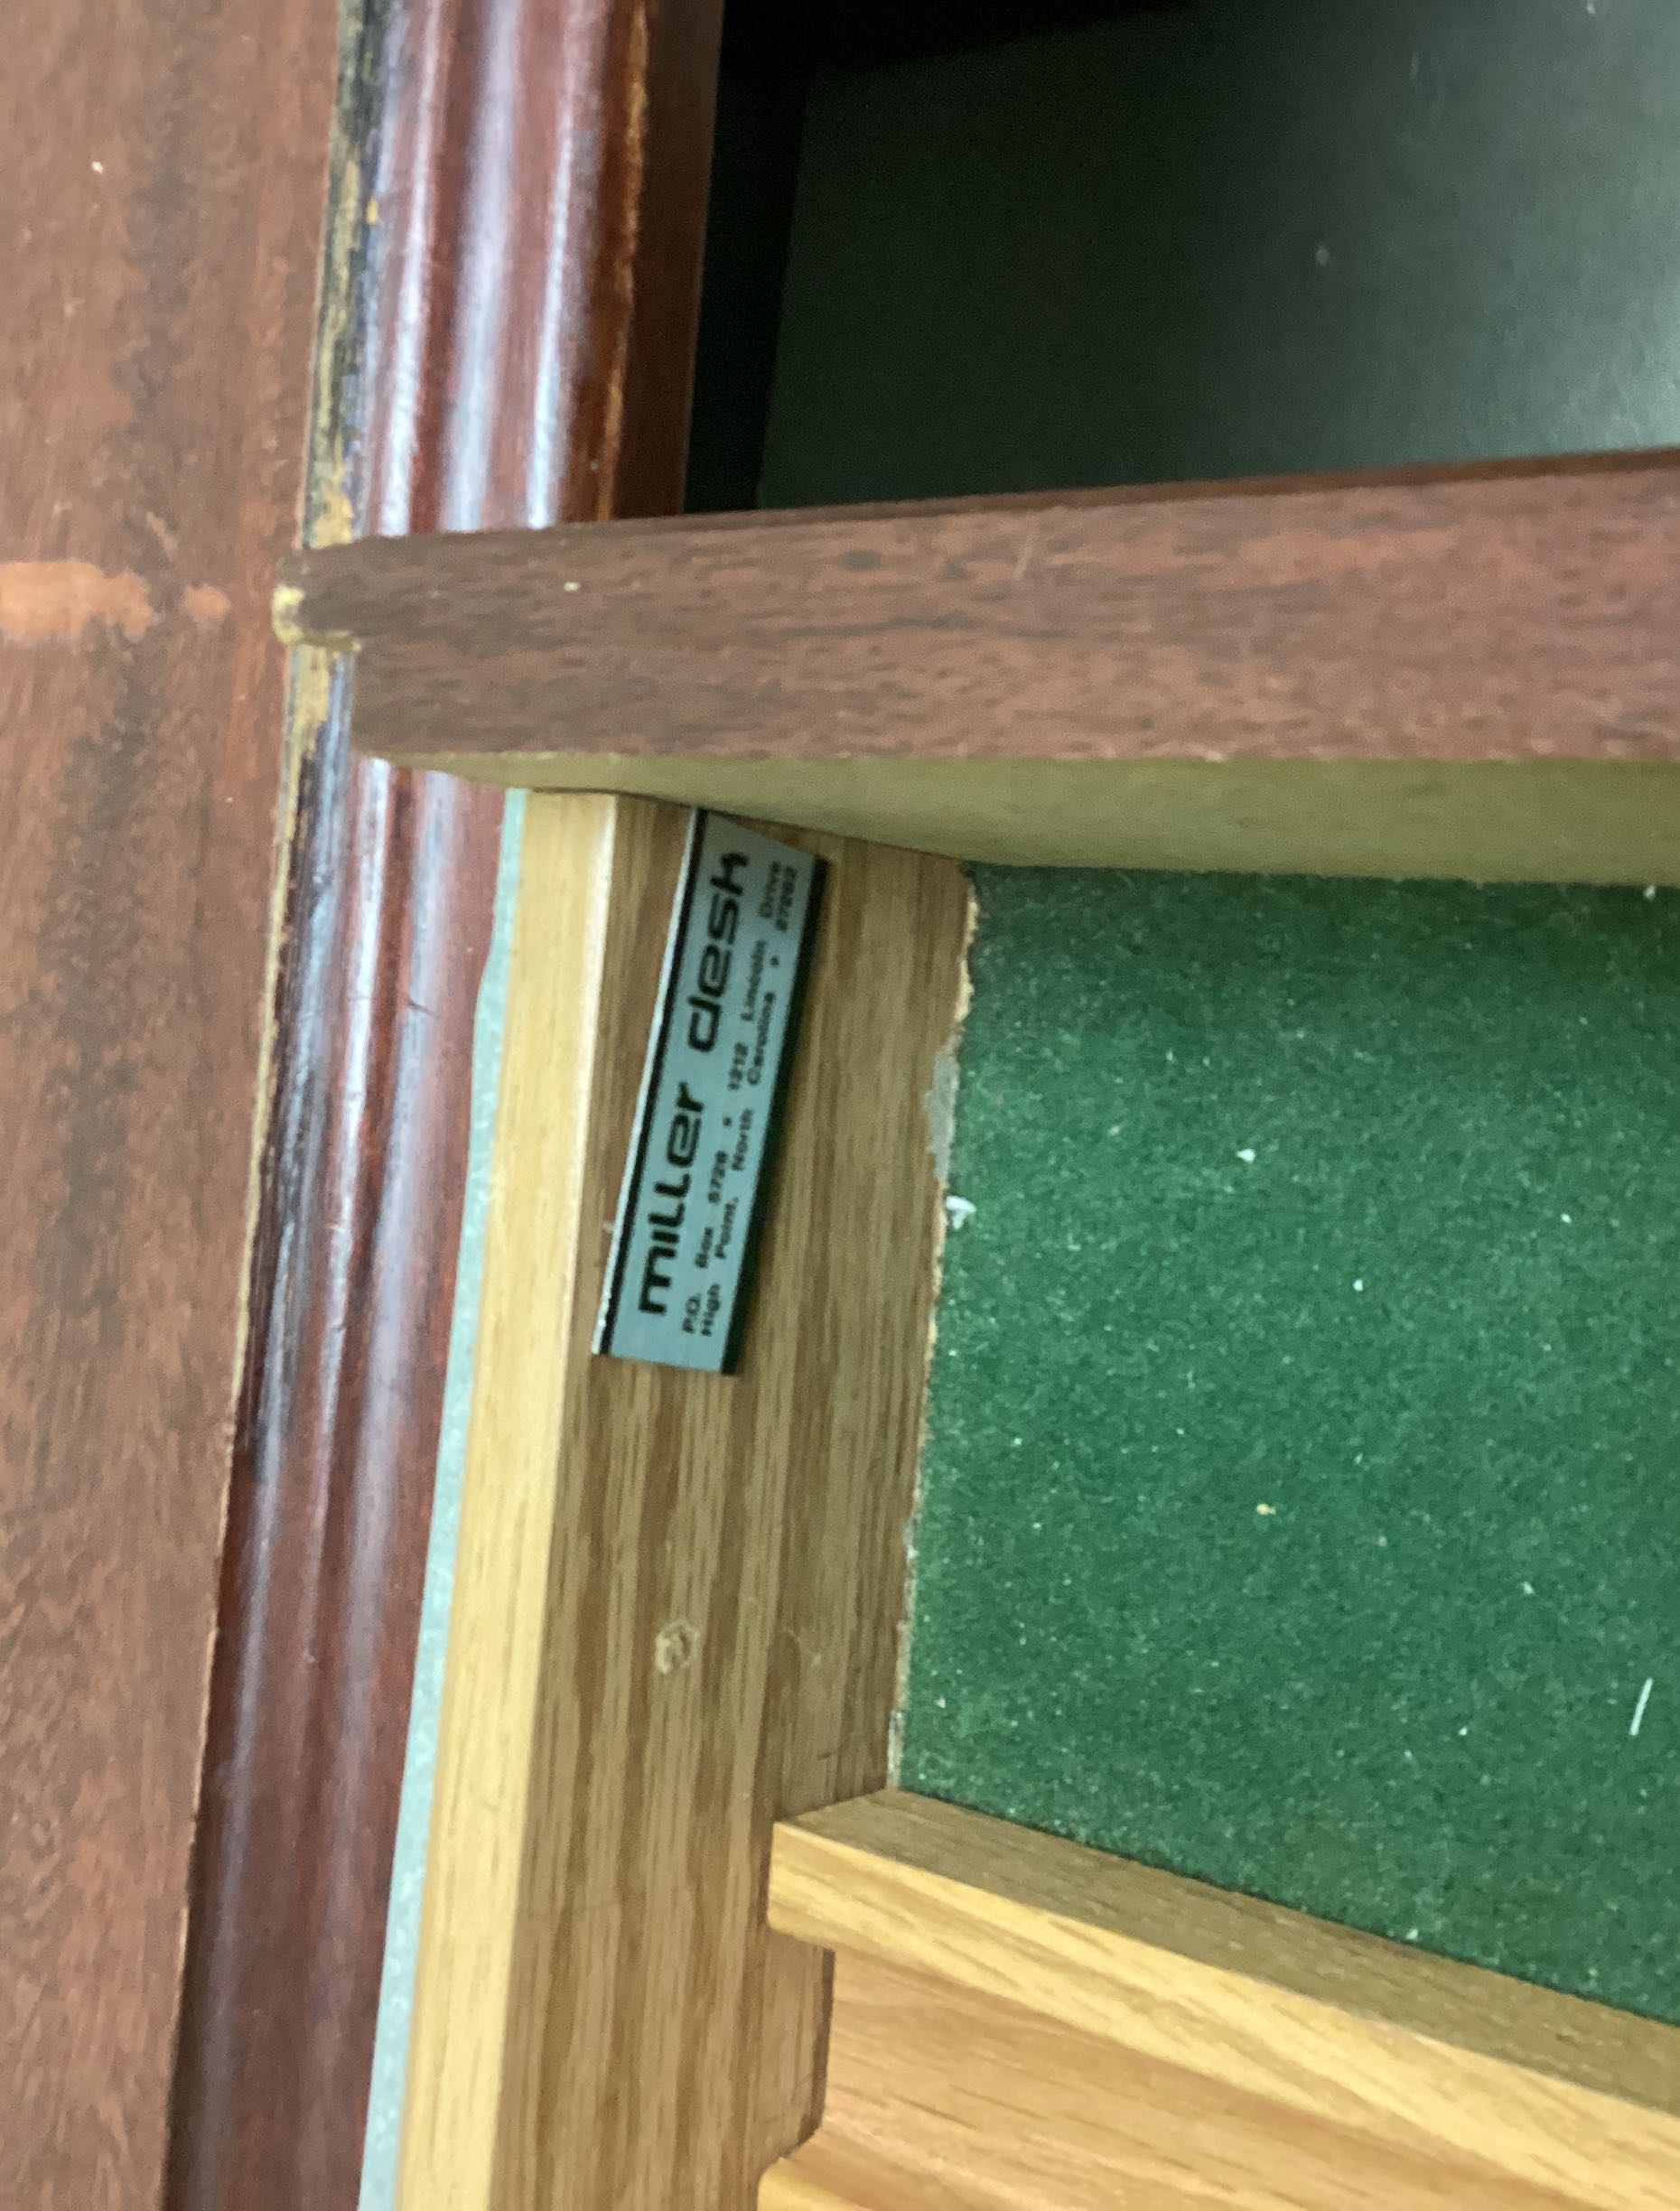 miller desk
P.O. Box 5728 • 1212 Lincoln Drive
High Point, North Carolina • 27262